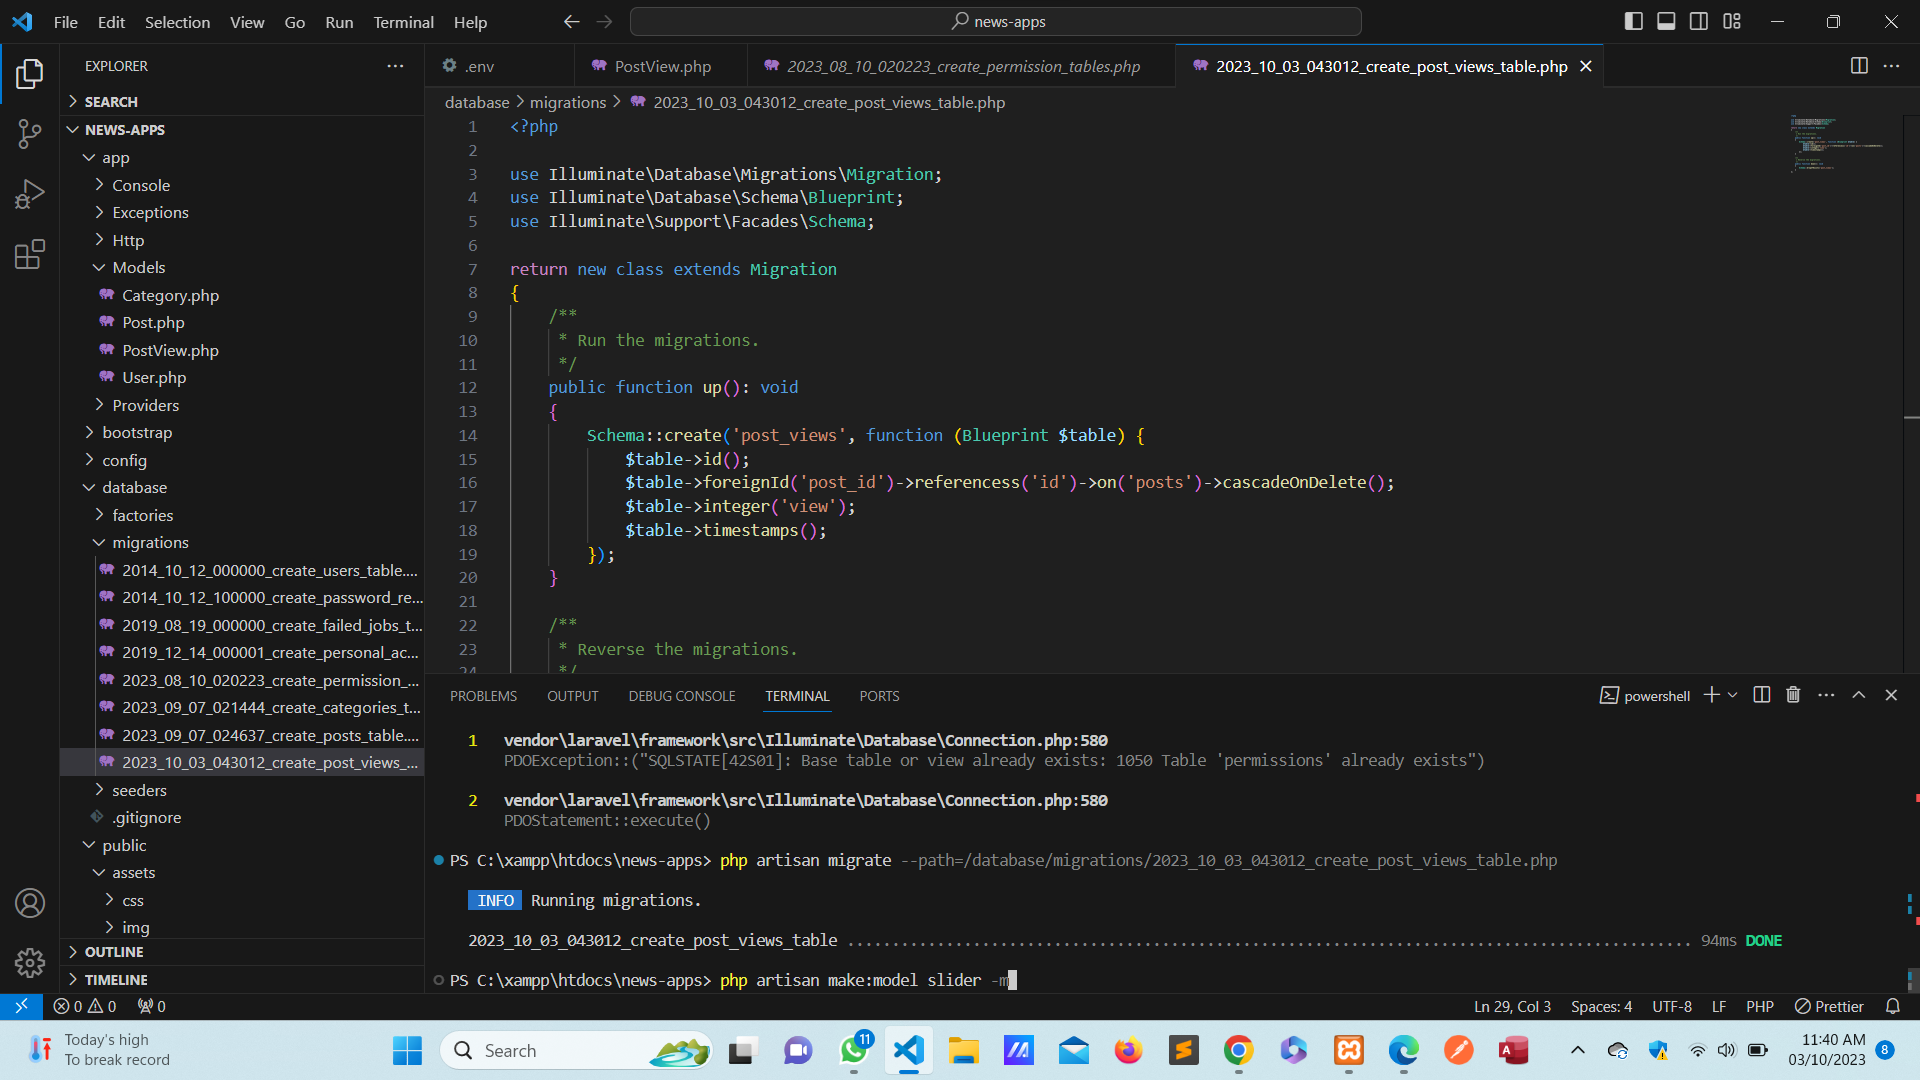 File Edit Selection View Go Run Terminal Help
news-apps
EXPLORER
SEARCH
NEWS-APPS
app
Console
Exceptions
Http
Models
Category.php
Post.php
PostView.php
User.php
Providers
bootstrap
config
database
factories
migrations
2014_10_12_000000_create_users_table....
2014_10_12_100000_create_password_re...
2019_08_19_000000_create_failed_jobs_t...
2019_12_14_000001_create_personal_ac...
2023_08_10_020223_create_permission_...
2023_09_07_021444_create_categories_t...
2023_09_07_024637_create_posts_table....
2023_10_03_043012_create_post_views_...
seeders
.gitignore
public
assets
css
img
OUTLINE
TIMELINE
.env PostView.php 2023_08_10_020223_create_permission_tables.php 2023_10_03_043012_create_post_views_table.php
database > migrations > 2023_10_03_043012_create_post_views_table.php
1 <?php
2
3 use Illuminate\Database\Migrations\Migration;
4 use Illuminate\Database\Schema\Blueprint;
5 use Illuminate\Support\Facades\Schema;
6
7 return new class extends Migration
8 {
9 /**
10 * Run the migrations.
11 */
12 public function up(): void
13 {
14 Schema::create('post_views', function (Blueprint $table) {
15 $table->id();
16 $table->foreignId('post_id')->referencess('id')->on('posts')->cascadeOnDelete();
17 $table->integer('view');
18 $table->timestamps();
19 });
20 }
21
22 /**
23 * Reverse the migrations.
24 */
PROBLEMS OUTPUT DEBUG CONSOLE TERMINAL PORTS
powershell
1 vendor\laravel\framework\src\Illuminate\Database\Connection.php:580
PDOException::("SQLSTATE[42S01]: Base table or view already exists: 1050 Table 'permissions' already exists")
2 vendor\laravel\framework\src\Illuminate\Database\Connection.php:580
PDOStatement::execute()
PS C:\xampp\htdocs\news-apps> php artisan migrate --path=/database/migrations/2023_10_03_043012_create_post_views_table.php
INFO Running migrations.
2023_10_03_043012_create_post_views_table ............................................................................................ 94ms DONE
PS C:\xampp\htdocs\news-apps> php artisan make:model slider -m
0 0 0
Ln 29, Col 3 Spaces: 4 UTF-8 LF PHP Prettier
Today's high
To break record
Search
11
11:40 AM
03/10/2023
8